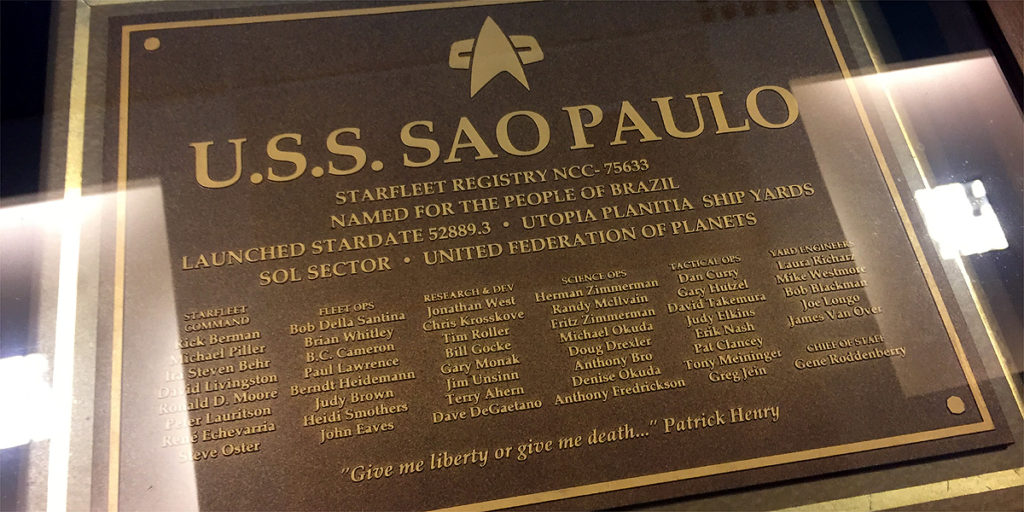 U.S.S. SAO PAULO
STARFLEET REGISTRY NCC- 75633
NAMED FOR THE PEOPLE OF BRAZIL
LAUNCHED STARDATE 52889.3 • UTOPIA PLANITIA SHIP YARDS
SOL SECTOR • UNITED FEDERATION OF PLANETS
STARFLEET
COMMAND
Rick Berman
Michael Piller
Ira Steven Behr
David Livingston
Ronald D. Moore
Peter Lauritson
René Echevarria
Steve Oster
FLEET OPS
Bob Della Santina
Brian Whitley
B.C. Cameron
Paul Lawrence
Berndt Heidemann
Judy Brown
Heidi Smothers
John Eaves
RESEARCH & DEV
Jonathan West
Chris Krosskove
Tim Roller
Bill Gocke
Gary Monak
Jim Unsinn
Terry Ahern
Dave DeGaetano
SCIENCE OPS
Herman Zimmerman
Randy McIlvain
Fritz Zimmerman
Michael Okuda
Doug Drexler
Anthony Bro
Denise Okuda
Anthony Fredrickson
TACTICAL OPS
Dan Curry
Gary Hutzel
David Takemura
Judy Elkins
Erik Nash
Pat Clancey
Tony Meininger
Greg Jein
YARD ENGINEERS
Laura Richarz
Mike Westmore
Bob Blackman
Joe Longo
James Van Over
CHIEF OF STAFF
Gene Roddenberry
"Give me liberty or give me death..." Patrick Henry